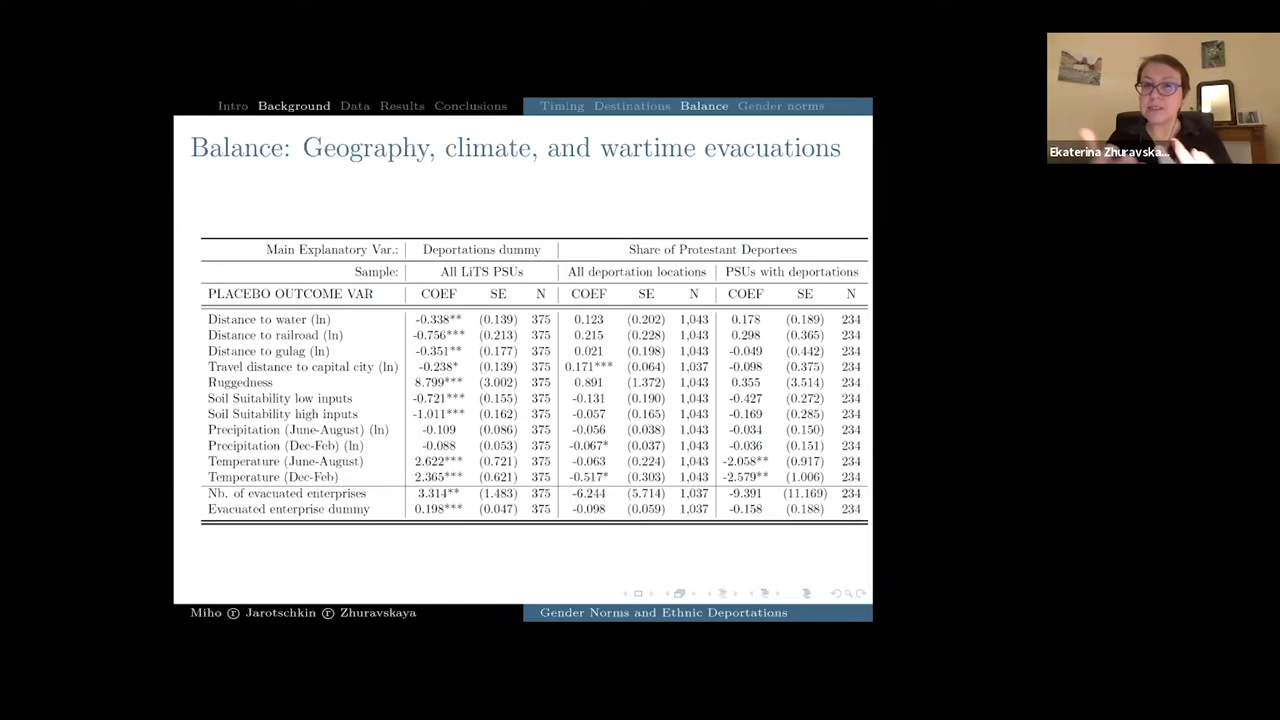 Intro Background Data Results Conclusions Timing Destinations Balance Gender norms
Balance: Geography, climate, and wartime evacuations
Main Explanatory Var.: Deportations dummy Share of Protestant Deportees
Sample: All LiTS PSUs All deportation locations PSUs with deportations
PLACEBO OUTCOME VAR COEF SE N COEF SE N COEF SE N
Distance to water (ln) -0.338** (0.139) 375 0.123 (0.202) 1,043 0.178 (0.189) 234
Distance to railroad (ln) -0.756*** (0.213) 375 0.215 (0.228) 1,043 0.298 (0.365) 234
Distance to gulag (ln) -0.351** (0.177) 375 0.021 (0.198) 1,043 -0.049 (0.442) 234
Travel distance to capital city (ln) -0.238* (0.139) 375 0.171*** (0.064) 1,037 -0.098 (0.375) 234
Ruggedness 8.799*** (3.002) 375 0.891 (1.372) 1,043 0.355 (3.514) 234
Soil Suitability low inputs -0.721*** (0.155) 375 -0.131 (0.190) 1,043 -0.427 (0.272) 234
Soil Suitability high inputs -1.011*** (0.162) 375 -0.057 (0.165) 1,043 -0.169 (0.285) 234
Precipitation (June-August) (ln) -0.109 (0.086) 375 -0.056 (0.038) 1,043 -0.034 (0.150) 234
Precipitation (Dec-Feb) (ln) -0.088 (0.053) 375 -0.067* (0.037) 1,043 -0.036 (0.151) 234
Temperature (June-August) 2.622*** (0.721) 375 -0.063 (0.224) 1,043 -2.058** (0.917) 234
Temperature (Dec-Feb) 2.365*** (0.621) 375 -0.517* (0.303) 1,043 -2.579** (1.006) 234
Nb. of evacuated enterprises 3.314** (1.483) 375 -6.244 (5.714) 1,037 -9.391 (11.169) 234
Evacuated enterprise dummy 0.198*** (0.047) 375 -0.098 (0.059) 1,037 -0.158 (0.188) 234
Miho ⓡ Jarotschkin ⓡ Zhuravskaya Gender Norms and Ethnic Deportations
Ekaterina Zhuravska...